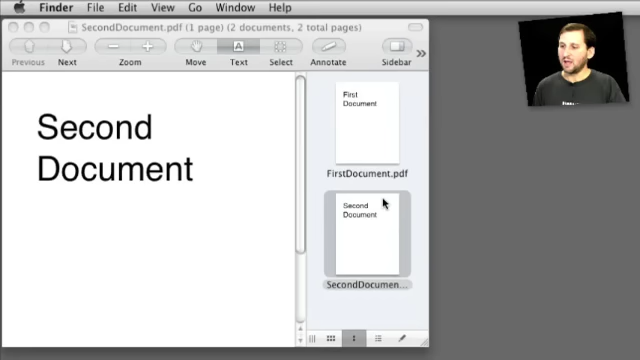 Finder File Edit View Go Window Help
SecondDocument.pdf (1 page) (2 documents, 2 total pages)
Previous Next Zoom Move Text Select Annotate Sidebar
Second
Document
First
Document
FirstDocument.pdf
Second
Document
SecondDocumen...